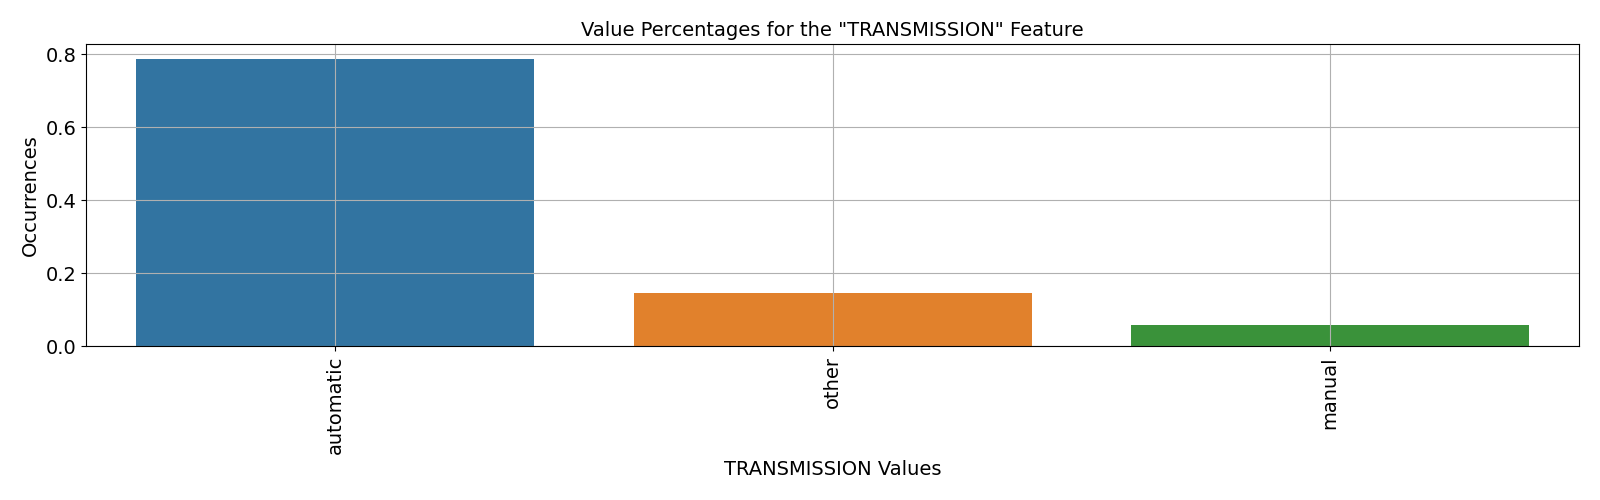 Value Percentages for the "TRANSMISSION" Feature
Occurrences
0.8
0.6
0.4
0.2
0.0
automatic
other
manual
TRANSMISSION Values